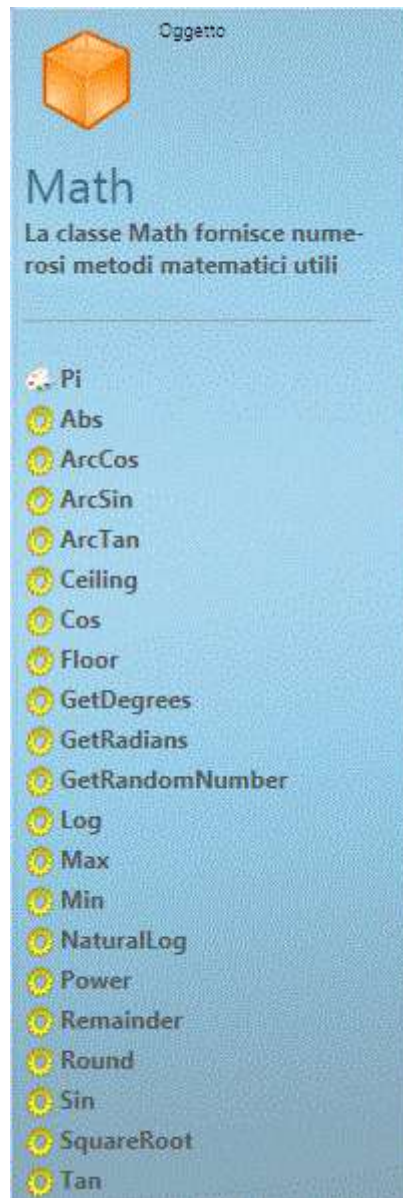 Oggetto
Math
La classe Math fornisce nume-
rosi metodi matematici utili
Pi
Abs
ArcCos
ArcSin
ArcTan
Ceiling
Cos
Floor
GetDegrees
GetRadians
GetRandomNumber
Log
Max
Min
NaturalLog
Power
Remainder
Round
Sin
SquareRoot
Tan